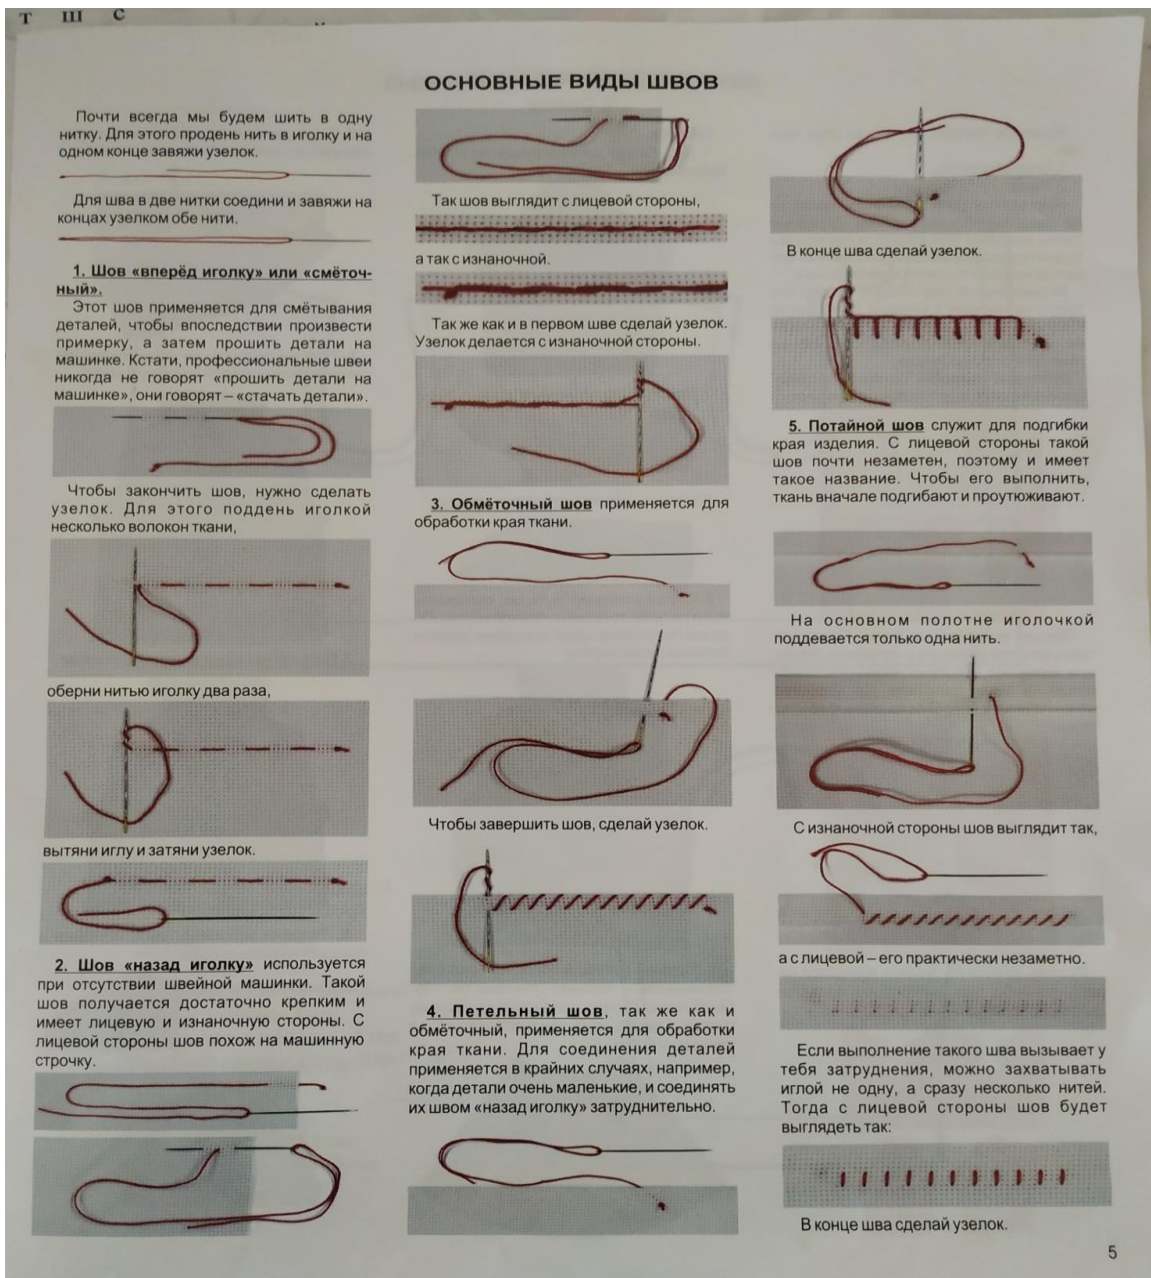 т ш с
ОСНОВНЫЕ ВИДЫ ШВОВ
Почти всегда мы будем шить в одну
нитку. Для этого продень нить в иголку и на
одном конце завяжи узелок.
Для шва в две нитки соедини и завяжи на
концах узелком обе нити.
1. Шов «вперёд иголку» или «смёточ-
ный».
Этот шов применяется для смётывания
деталей, чтобы впоследствии произвести
примерку, а затем прошить детали на
машинке. Кстати, профессиональные швеи
никогда не говорят «прошить детали на
машинке», они говорят – «стачать детали».
Чтобы закончить шов, нужно сделать
узелок. Для этого поддень иголкой
несколько волокон ткани,
оберни нитью иголку два раза,
вытяни иглу и затяни узелок.
2. Шов «назад иголку» используется
при отсутствии швейной машинки. Такой
шов получается достаточно крепким и
имеет лицевую и изнаночную стороны. С
лицевой стороны шов похож на машинную
строчку.
Так шов выглядит с лицевой стороны,
а так с изнаночной.
Так же как и в первом шве сделай узелок.
Узелок делается с изнаночной стороны.
3. Обмёточный шов применяется для
обработки края ткани.
Чтобы завершить шов, сделай узелок.
4. Петельный шов, так же как и
обмёточный, применяется для обработки
края ткани. Для соединения деталей
применяется в крайних случаях, например,
когда детали очень маленькие, и соединять
их швом «назад иголку» затруднительно.
В конце шва сделай узелок.
5. Потайной шов служит для подгибки
края изделия. С лицевой стороны такой
шов почти незаметен, поэтому и имеет
такое название. Чтобы его выполнить,
ткань вначале подгибают и проутюживают.
На основном полотне иголочкой
поддевается только одна нить.
С изнаночной стороны шов выглядит так,
а с лицевой – его практически незаметно.
Если выполнение такого шва вызывает у
тебя затруднения, можно захватывать
иглой не одну, а сразу несколько нитей.
Тогда с лицевой стороны шов будет
выглядеть так:
В конце шва сделай узелок.
5